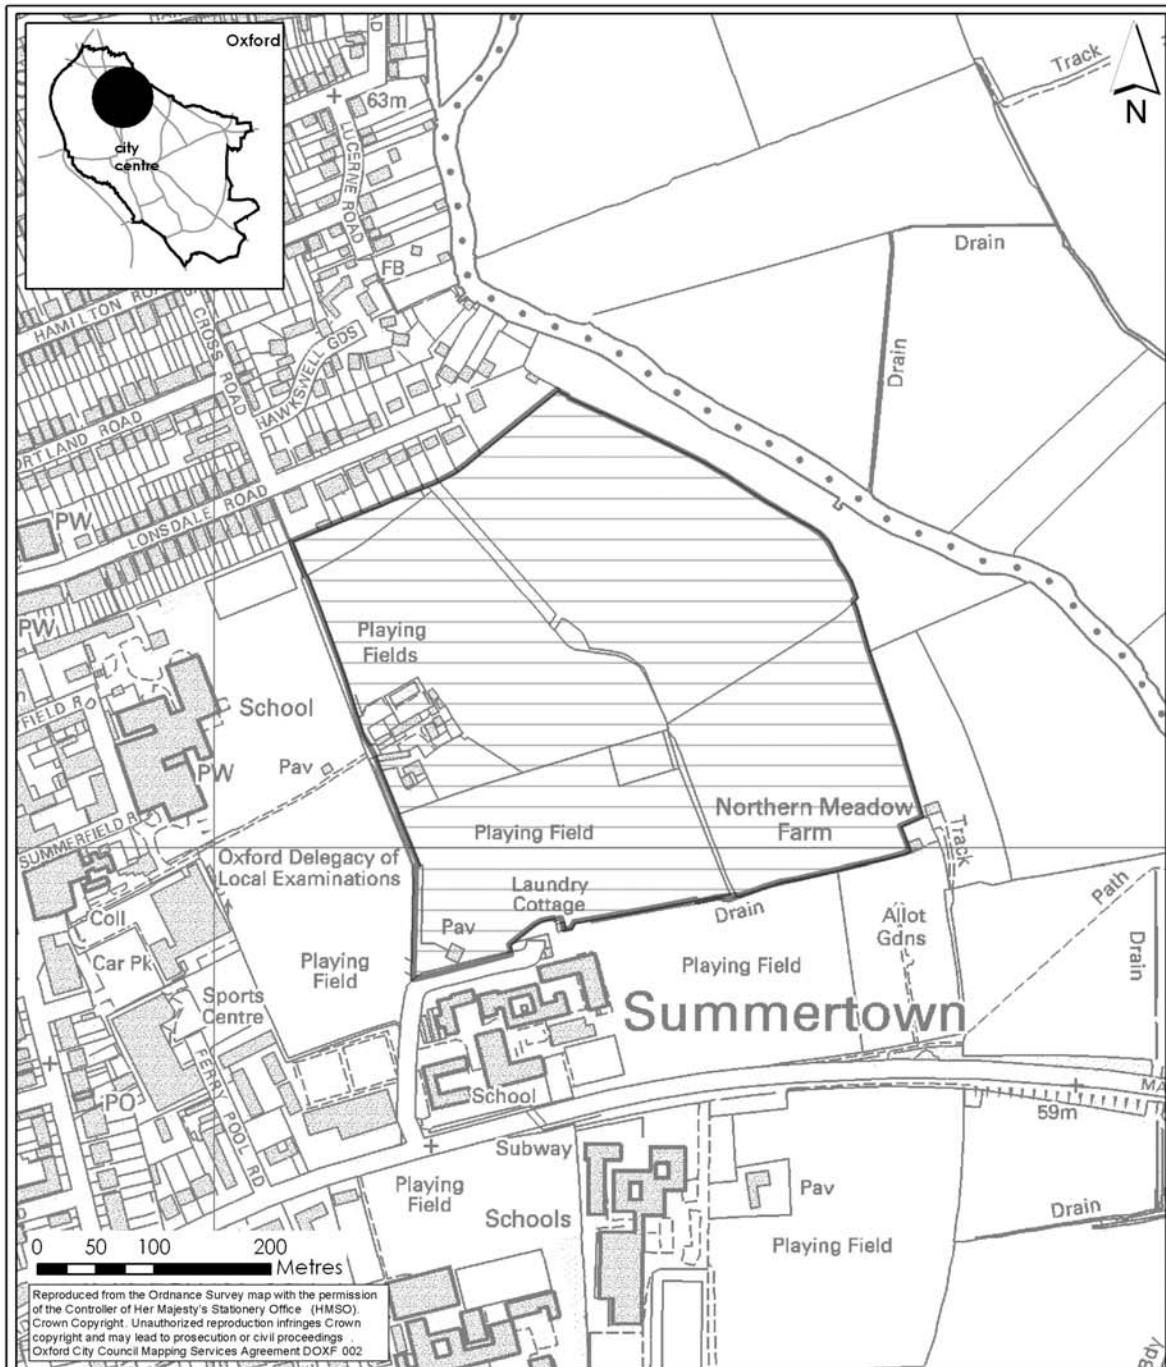 Oxford
city
centre
63m
LUCERNE ROAD
Track
N
FB
Drain
Drain
HAMILTON
CROSS ROAD
HAWKSWELL GDS
ROAD
LONSDALE ROAD
PW
PW
Playing
Fields
School
Pav
PW
SUMMERFIELD R
Playing Field
Northern Meadow
Farm
Track
Oxford Delegacy of
Local Examinations
Laundry
Cottage
Drain
Path
Coll
Pav
Allot
Gdns
Drain
Car Pk
Playing
Field
Playing Field
Sports
Centre
Summertown
FERRY POOL RD
PO
School
59m
Subway
Playing
Field
Schools
Pav
Drain
Playing Field
0 50 100 200
Metres
Reproduced from the Ordnance Survey map with the permission
of the Controller of Her Majesty's Stationery Office (HMSO).
Crown Copyright. Unauthorized reproduction infringes Crown
copyright and may lead to prosecution or civil proceedings
Oxford City Council Mapping Services Agreement DOXF 002
Bdy